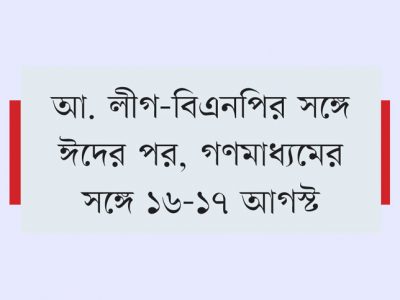 আ. লীগ-বিএনপির সঙ্গে
ঈদের পর, গণমাধ্যমের
সঙ্গে ১৬-১৭ আগস্ট